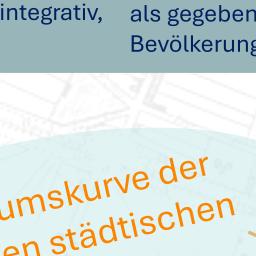 integrativ,
als gegeben
Bevölkerung
umskurve der
en städtischen